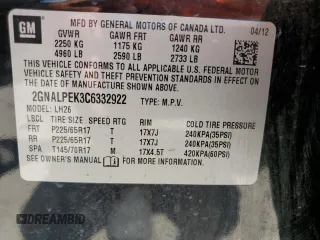 GM
MFD BY GENERAL MOTORS OF CANADA LTD.
04/12
GVWR GAWR FRT GAWR RR
2250 KG 1175 KG 1240 KG
4960 LB 2590 LB 2733 LB
THIS VEHICLE CONFORMS TO ALL APPLICABLE U.S. FEDERAL MOTOR VEHICLE SAFETY, BUMPER, AND THEFT PREVENTION STANDARDS IN EFFECT ON THE DATE OF MANUFACTURE SHOWN ABOVE.
2GNALPEK3C6332922 TYPE: M.P.V.
MODEL: LH26
LBCL TIRE SIZE SPEED RTG RIM COLD TIRE PRESSURE
FRT P225/65R17 T 17X7J 240KPA(35PSI)
RR P225/65R17 T 17X7J 240KPA(35PSI)
SPA T145/70R17 M 17X4.5T 420KPA(60PSI)
DREAMBID